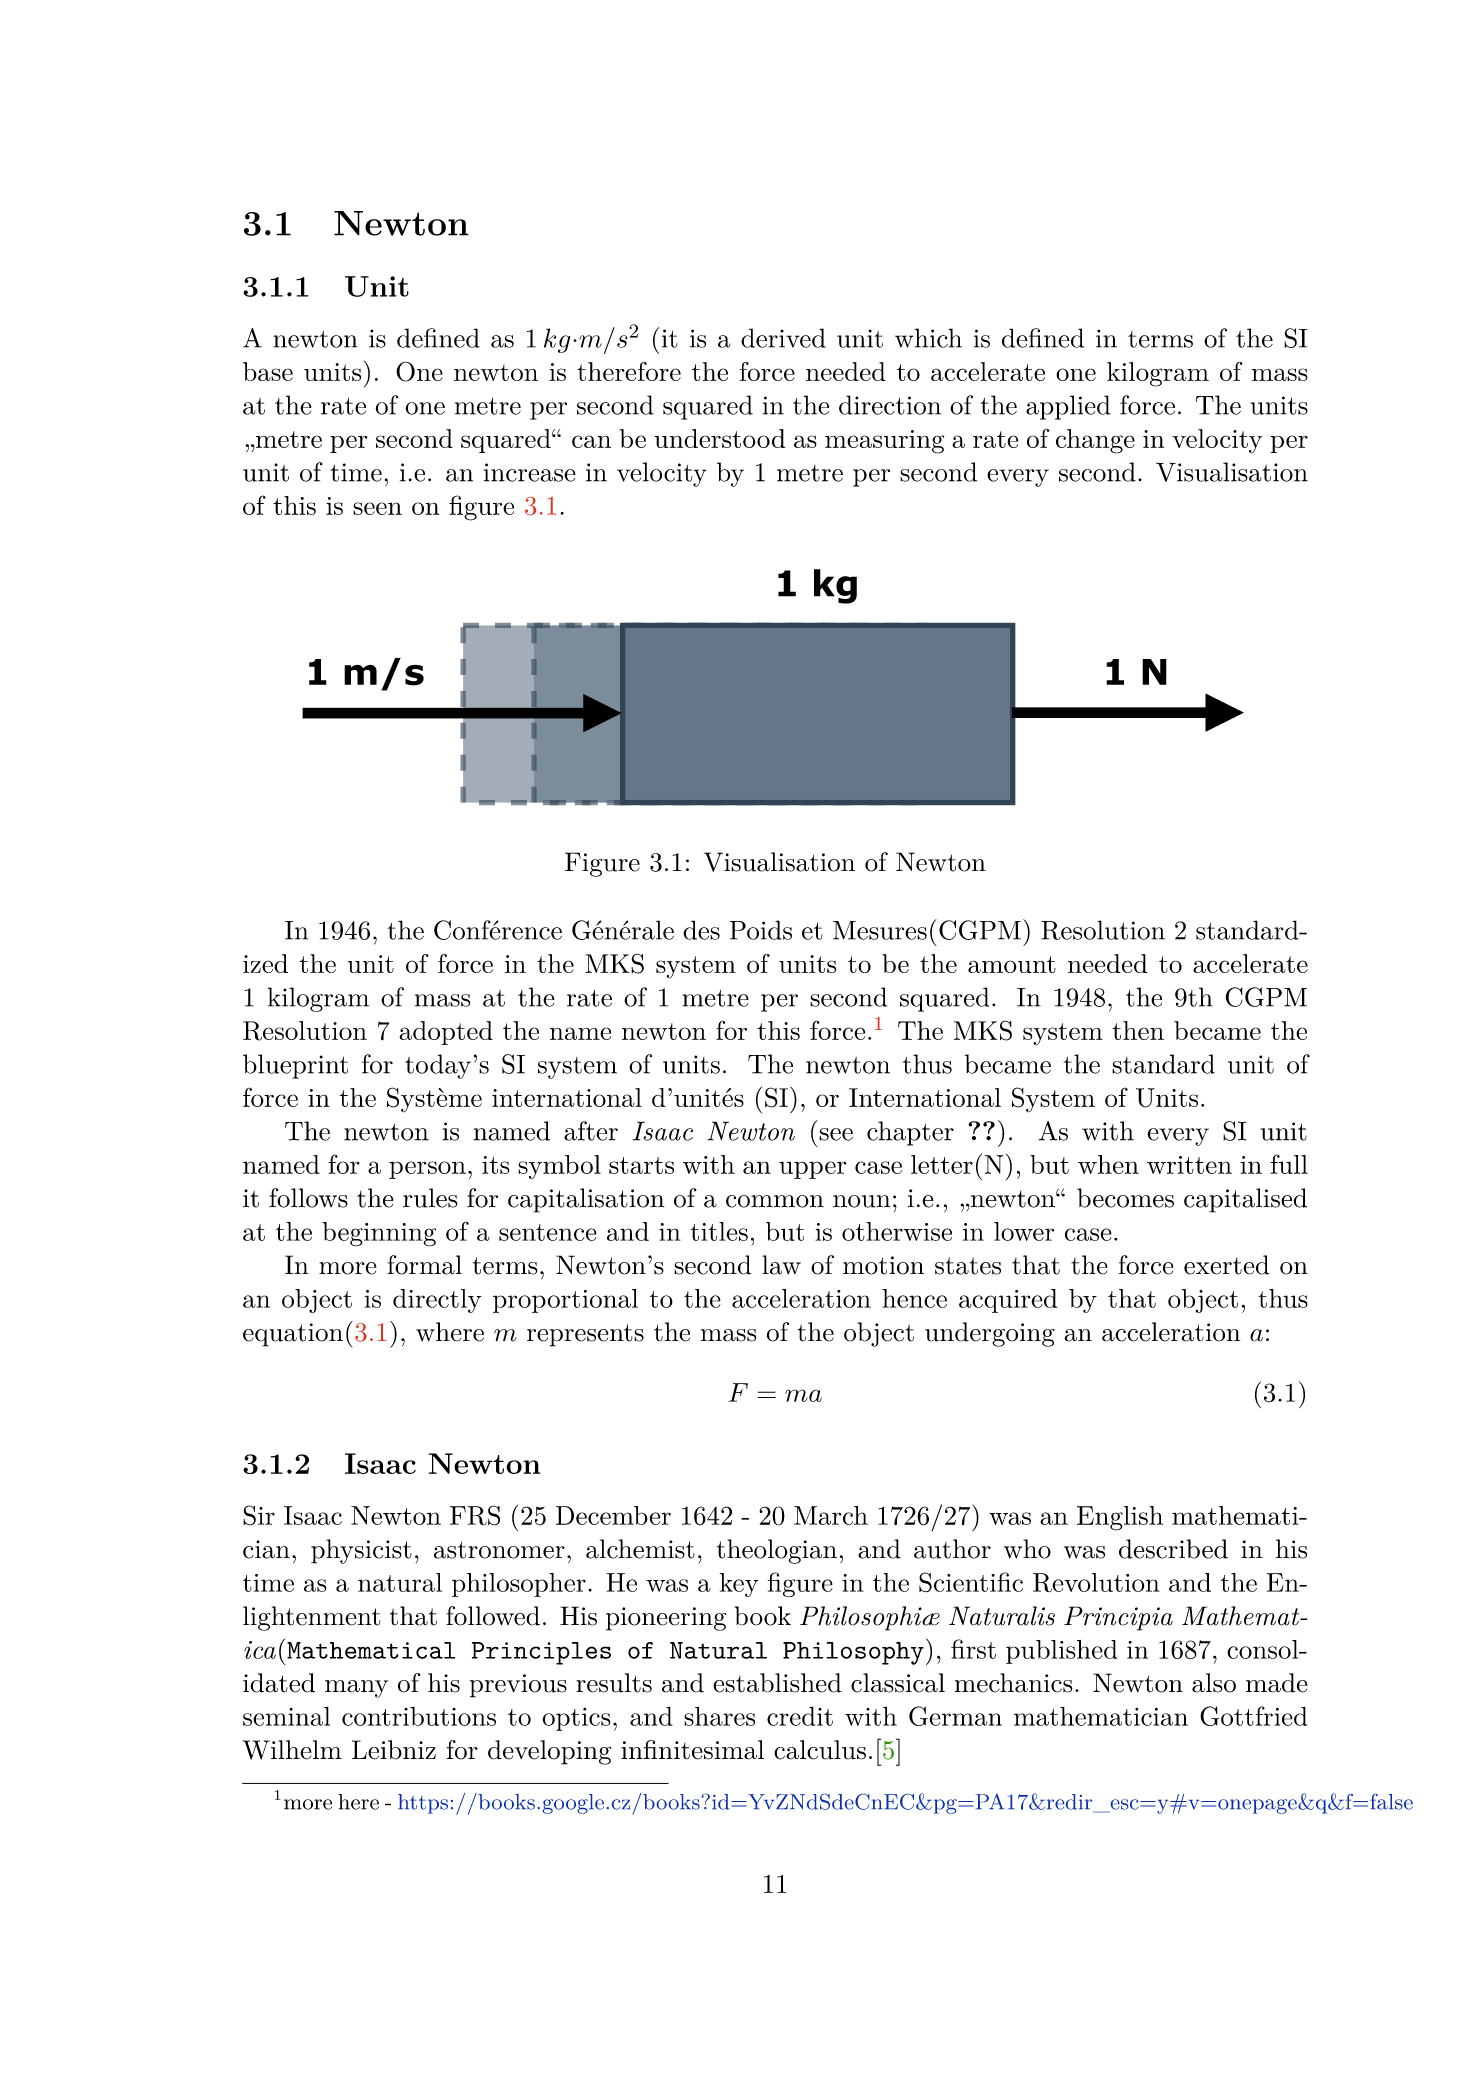 3.1 Newton
3.1.1 Unit
A newton is defined as 1 kg·m/s² (it is a derived unit which is defined in terms of the SI
base units). One newton is therefore the force needed to accelerate one kilogram of mass
at the rate of one metre per second squared in the direction of the applied force. The units
„metre per second squared“ can be understood as measuring a rate of change in velocity per
unit of time, i.e. an increase in velocity by 1 metre per second every second. Visualisation
of this is seen on figure 3.1.
1 kg
1 m/s
1 N
Figure 3.1: Visualisation of Newton
In 1946, the Conférence Générale des Poids et Mesures(CGPM) Resolution 2 standard-
ized the unit of force in the MKS system of units to be the amount needed to accelerate
1 kilogram of mass at the rate of 1 metre per second squared. In 1948, the 9th CGPM
Resolution 7 adopted the name newton for this force.¹ The MKS system then became the
blueprint for today's SI system of units. The newton thus became the standard unit of
force in the Système international d'unités (SI), or International System of Units.
The newton is named after Isaac Newton (see chapter ??). As with every SI unit
named for a person, its symbol starts with an upper case letter(N), but when written in full
it follows the rules for capitalisation of a common noun; i.e., „newton“ becomes capitalised
at the beginning of a sentence and in titles, but is otherwise in lower case.
In more formal terms, Newton's second law of motion states that the force exerted on
an object is directly proportional to the acceleration hence acquired by that object, thus
equation(3.1), where m represents the mass of the object undergoing an acceleration a:
F = ma (3.1)
3.1.2 Isaac Newton
Sir Isaac Newton FRS (25 December 1642 - 20 March 1726/27) was an English mathemati-
cian, physicist, astronomer, alchemist, theologian, and author who was described in his
time as a natural philosopher. He was a key figure in the Scientific Revolution and the En-
lightenment that followed. His pioneering book Philosophiæ Naturalis Principia Mathemat-
ica(Mathematical Principles of Natural Philosophy), first published in 1687, consol-
idated many of his previous results and established classical mechanics. Newton also made
seminal contributions to optics, and shares credit with German mathematician Gottfried
Wilhelm Leibniz for developing infinitesimal calculus.[5]
¹more here - https://books.google.cz/books?id=YvZNdSdeCnEC&pg=PA17&redir_esc=y#v=onepage&q&f=false
11